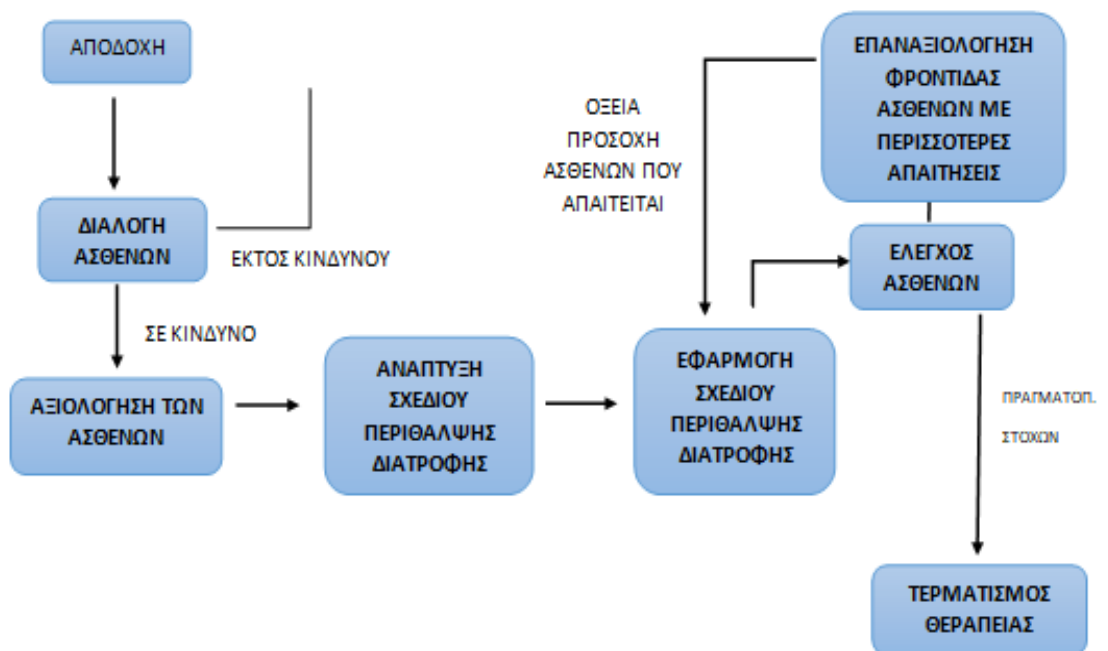 ΑΠΟΔΟΧΗ
ΔΙΑΛΟΓΗ
ΑΣΘΕΝΩΝ
ΕΚΤΟΣ ΚΙΝΔΥΝΟΥ
ΣΕ ΚΙΝΔΥΝΟ
ΑΞΙΟΛΟΓΗΣΗ ΤΩΝ
ΑΣΘΕΝΩΝ
ΑΝΑΠΤΥΞΗ
ΣΧΕΔΙΟΥ
ΠΕΡΙΘΑΛΨΗΣ
ΔΙΑΤΡΟΦΗΣ
ΕΦΑΡΜΟΓΗ
ΣΧΕΔΙΟΥ
ΠΕΡΙΘΑΛΨΗΣ
ΔΙΑΤΡΟΦΗΣ
ΟΞΕΙΑ
ΠΡΟΣΟΧΗ
ΑΣΘΕΝΩΝ ΠΟΥ
ΑΠΑΙΤΕΙΤΑΙ
ΕΠΑΝΑΞΙΟΛΟΓΗΣΗ
ΦΡΟΝΤΙΔΑΣ
ΑΣΘΕΝΩΝ ΜΕ
ΠΕΡΙΣΣΟΤΕΡΕΣ
ΑΠΑΙΤΗΣΕΙΣ
ΕΛΕΓΧΟΣ
ΑΣΘΕΝΩΝ
ΠΡΑΓΜΑΤΟΠ.
ΣΤΟΧΩΝ
ΤΕΡΜΑΤΙΣΜΟΣ
ΘΕΡΑΠΕΙΑΣ